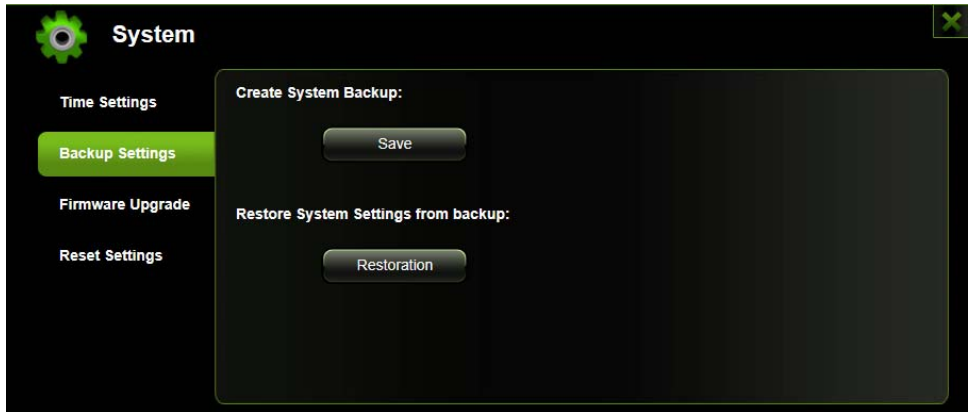 System
Time Settings
Backup Settings
Firmware Upgrade
Reset Settings
Create System Backup:
Save
Restore System Settings from backup:
Restoration